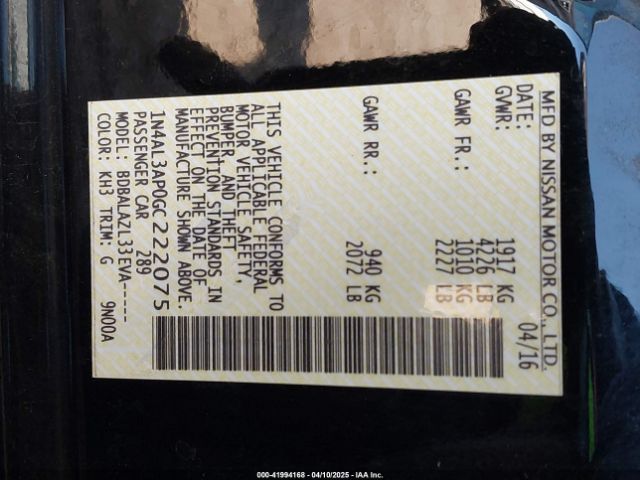 MFD BY NISSAN MOTOR CO., LTD.
DATE: 04/16
GVWR: 1917 KG
4226 LB
GAWR FR.: 1010 KG
2227 LB
GAWR RR.: 940 KG
2072 LB
THIS VEHICLE CONFORMS TO
ALL APPLICABLE FEDERAL
MOTOR VEHICLE SAFETY,
BUMPER, AND THEFT
PREVENTION STANDARDS IN
EFFECT ON THE DATE OF
MANUFACTURE SHOWN ABOVE.
1N4AL3AP0GC222075
PASSENGER CAR 289
MODEL: BDBALAZL33EVA-----
COLOR: KH3 TRIM: G 9N00A
000-41994168 - 04/10/2025 - IAA Inc.